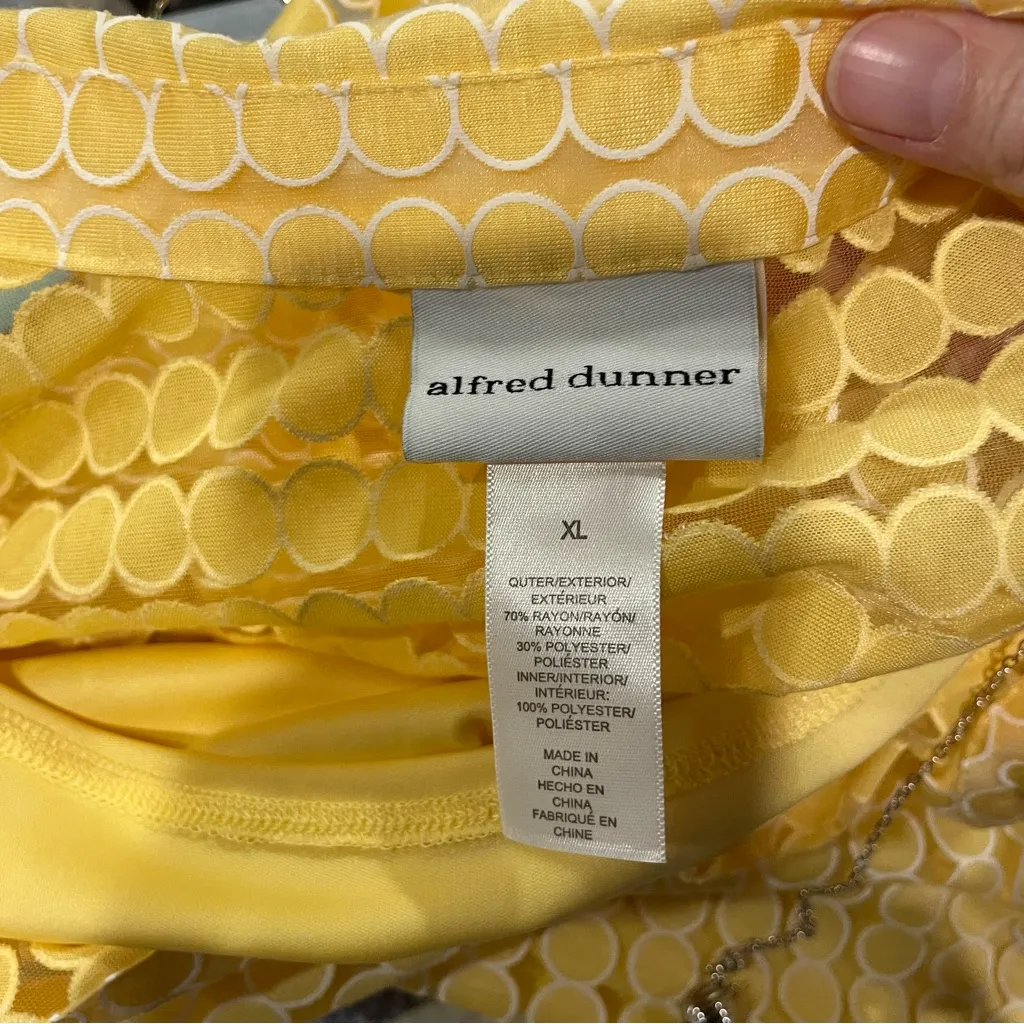 alfred dunner
XL
QUTER/EXTERIOR/
EXTÉRIEUR
70% RAYON/RAYÓN/
RAYONNE
30% POLYESTER/
POLIÉSTER
INNER/INTERIOR/
INTÉRIEUR:
100% POLYESTER/
POLIÉSTER
MADE IN
CHINA
HECHO EN
CHINA
FABRIQUÉ EN
CHINE